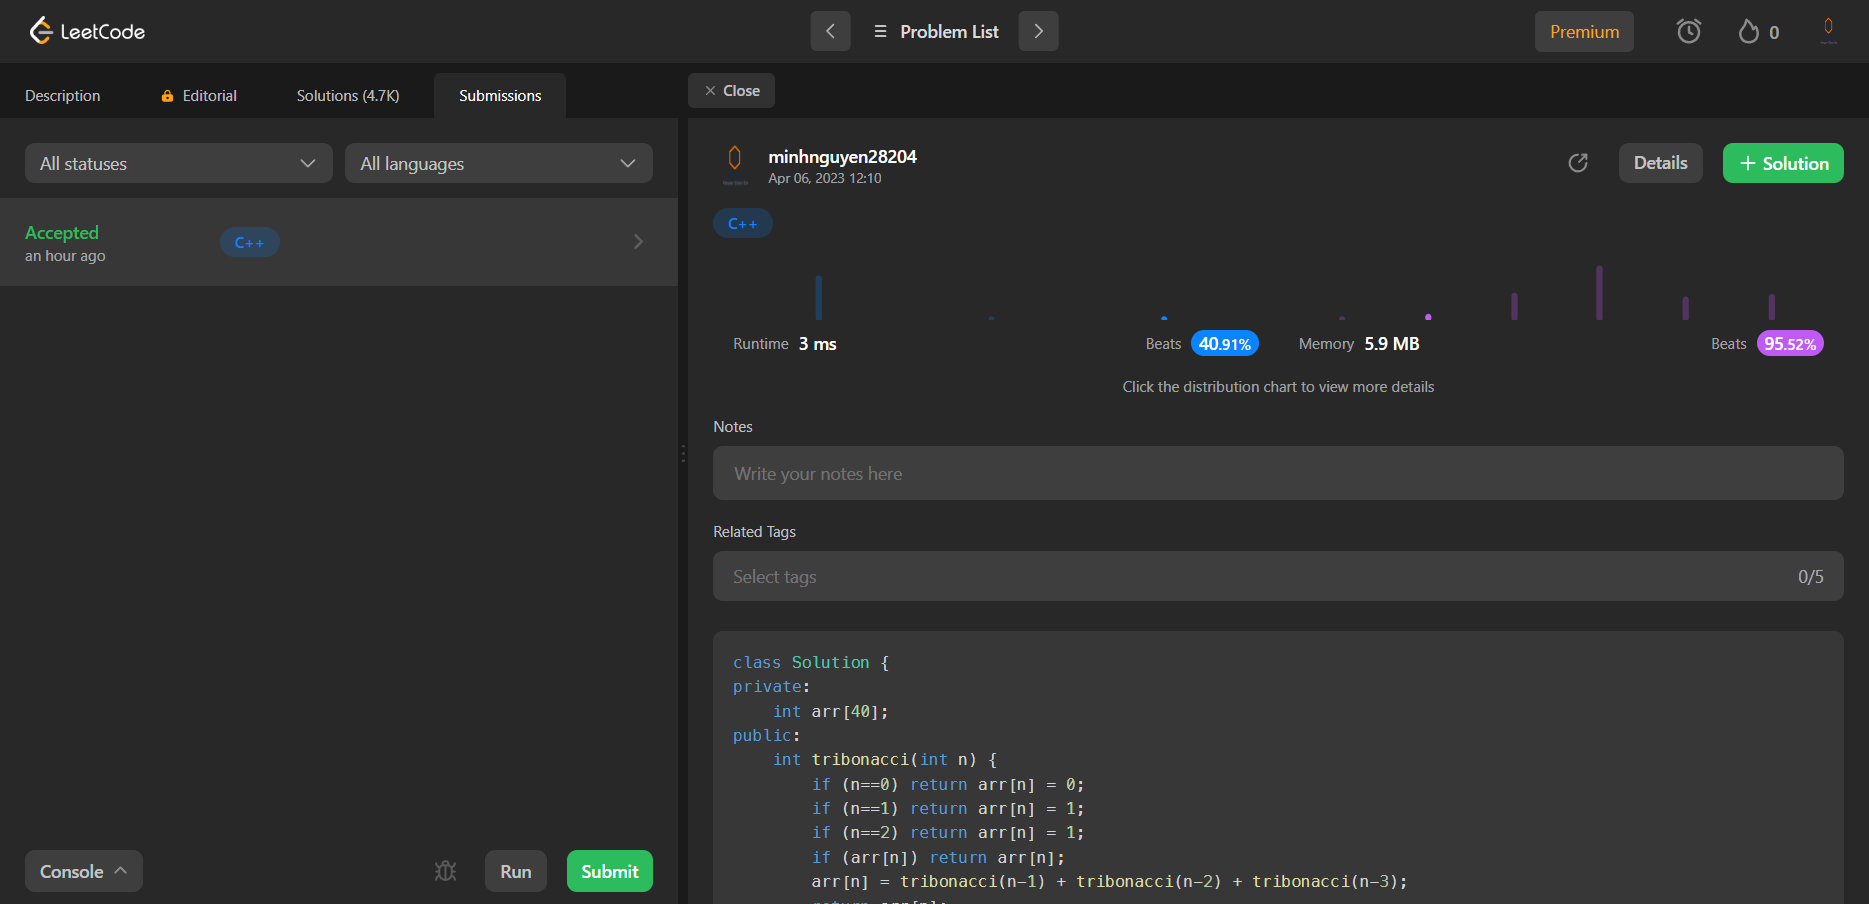 LeetCode
Problem List
Premium
0
Description
Editorial
Solutions (4.7K)
Submissions
Close
All statuses
All languages
Accepted
an hour ago
C++
minhnguyen28204
Apr 06, 2023 12:10
Details
+ Solution
C++
Runtime 3 ms
Beats 40.91%
Memory 5.9 MB
Beats 95.52%
Click the distribution chart to view more details
Notes
Write your notes here
Related Tags
Select tags
0/5
class Solution {
private:
    int arr[40];
public:
    int tribonacci(int n) {
        if (n==0) return arr[n] = 0;
        if (n==1) return arr[n] = 1;
        if (n==2) return arr[n] = 1;
        if (arr[n]) return arr[n];
        arr[n] = tribonacci(n-1) + tribonacci(n-2) + tribonacci(n-3);
        return arr[n];
Console
Run
Submit